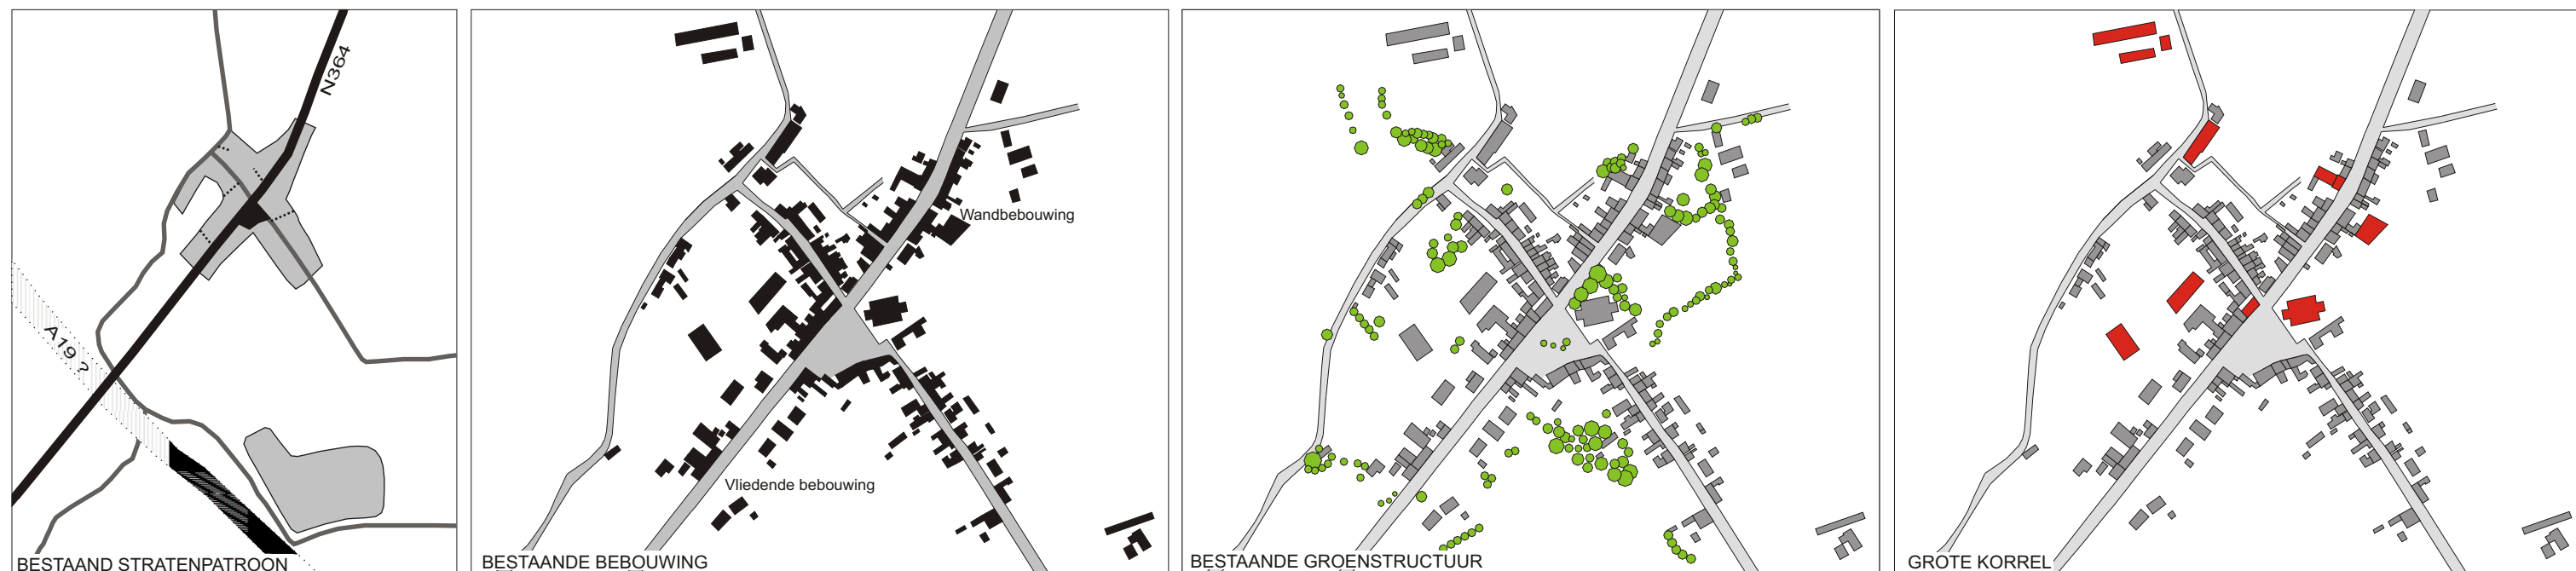 N364
A19 ?
BESTAAND STRATENPATROON
Wandbebouwing
Vliedende bebouwing
BESTAANDE BEBOUWING
BESTAANDE GROENSTRUCTUUR
GROTE KORREL